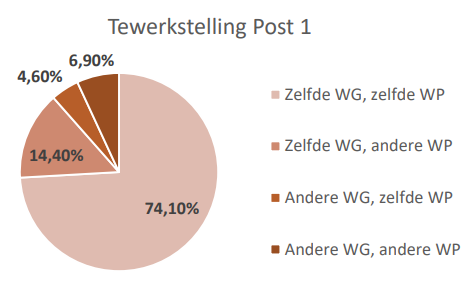 Tewerkstelling Post 1
6,90%
4,60%
14,40%
74,10%
Zelfde WG, zelfde WP
Zelfde WG, andere WP
Andere WG, zelfde WP
Andere WG, andere WP